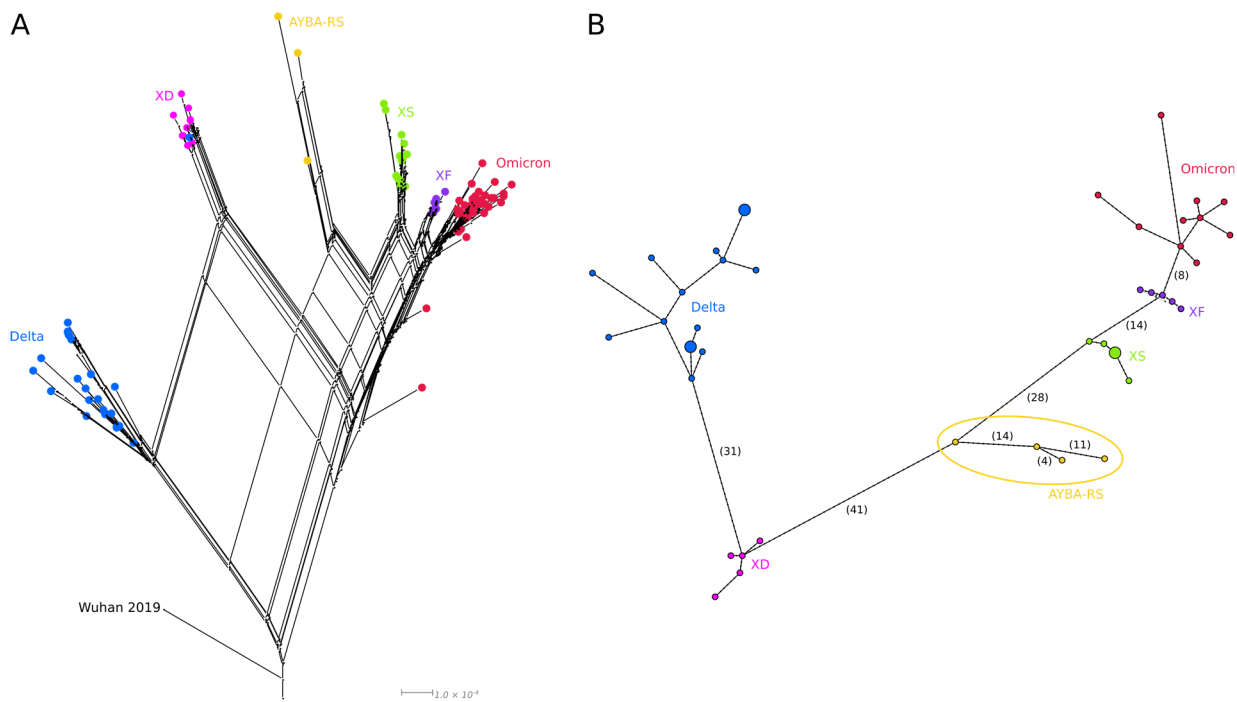 A
AYBA-RS
XD
XS
Omicron
XF
Delta
Wuhan 2019
1.0 × 10⁻⁴
B
Omicron
(8)
XF
Delta
(14)
XS
(28)
(31)
(14)
(11)
(4)
AYBA-RS
(41)
XD